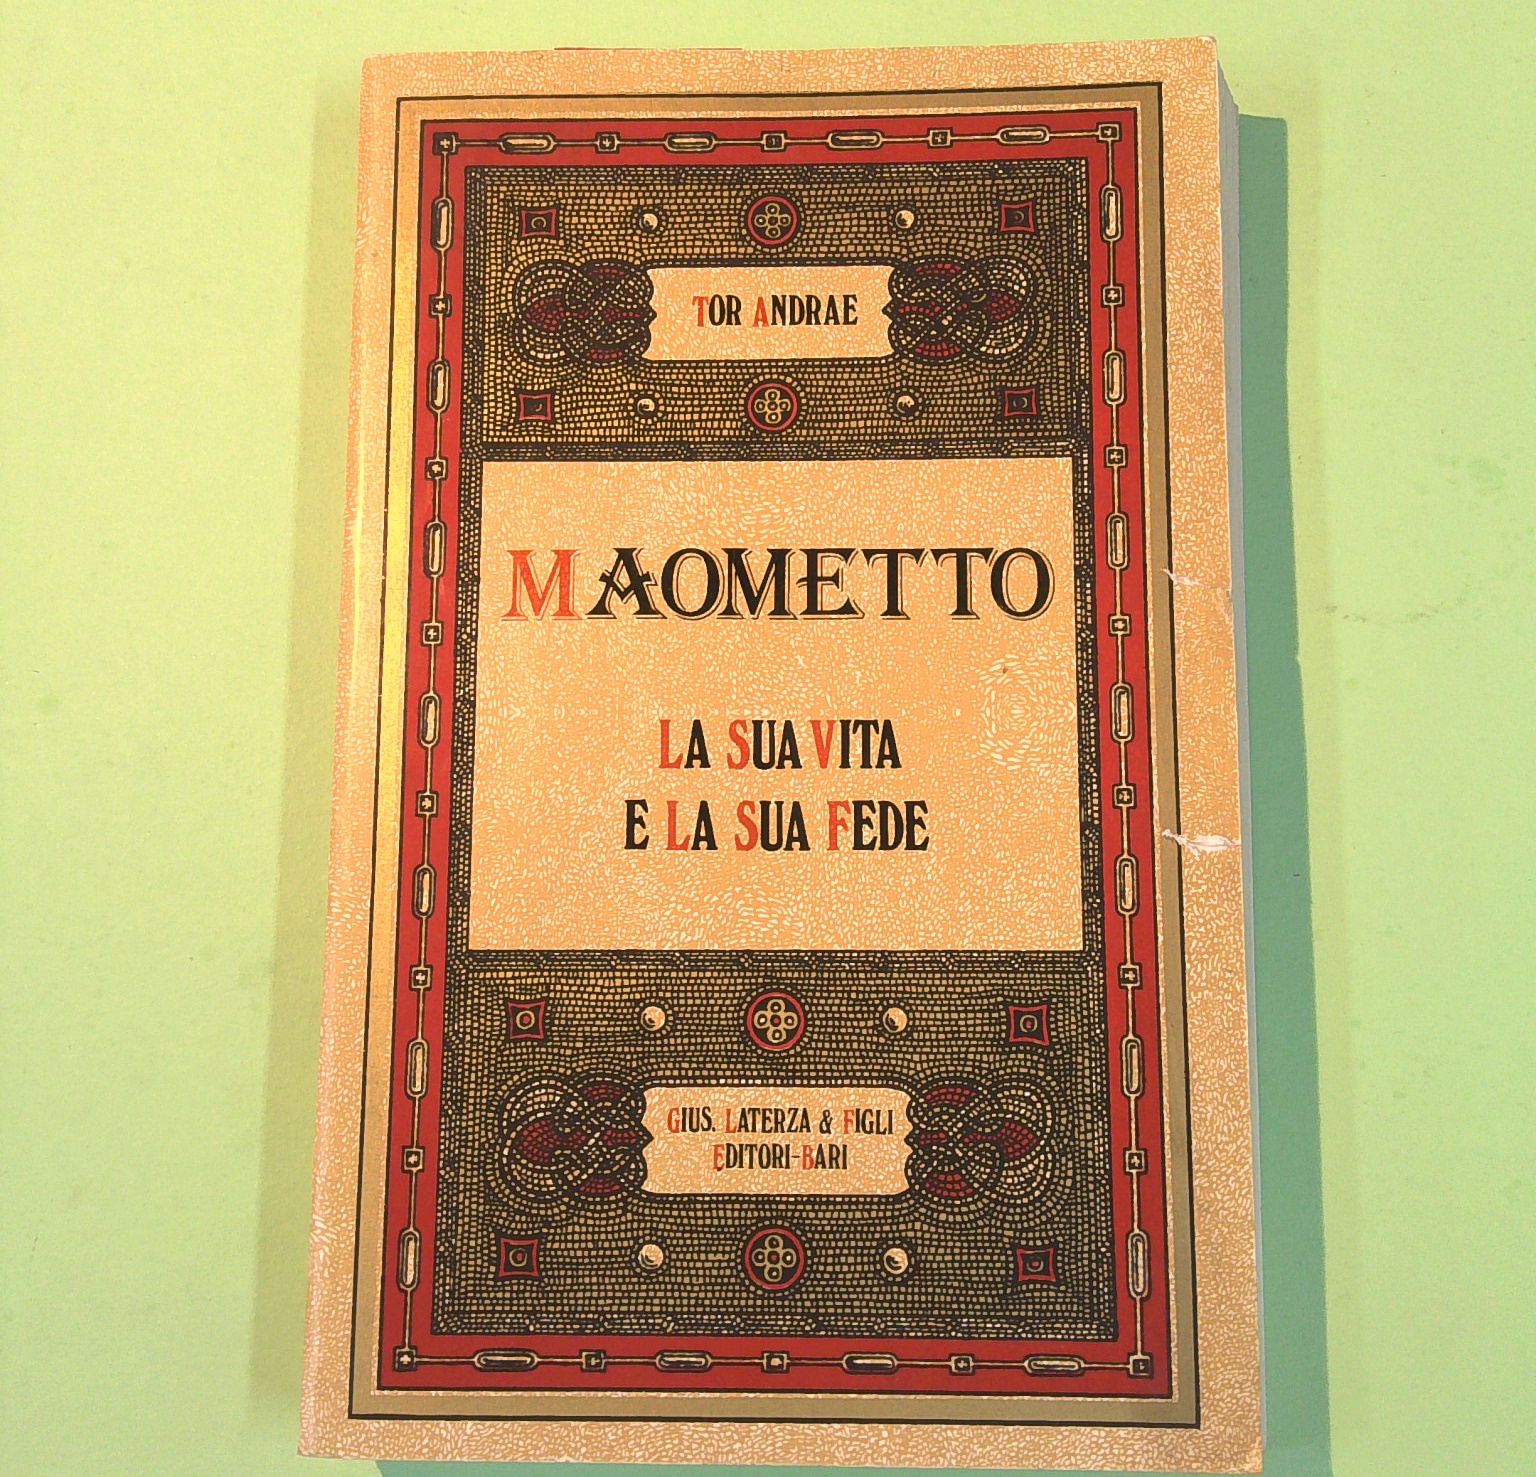 TOR ANDRAE
MAOMETTO
LA SUA VITA
E LA SUA FEDE
GIUS. LATERZA & FIGLI
EDITORI-BARI